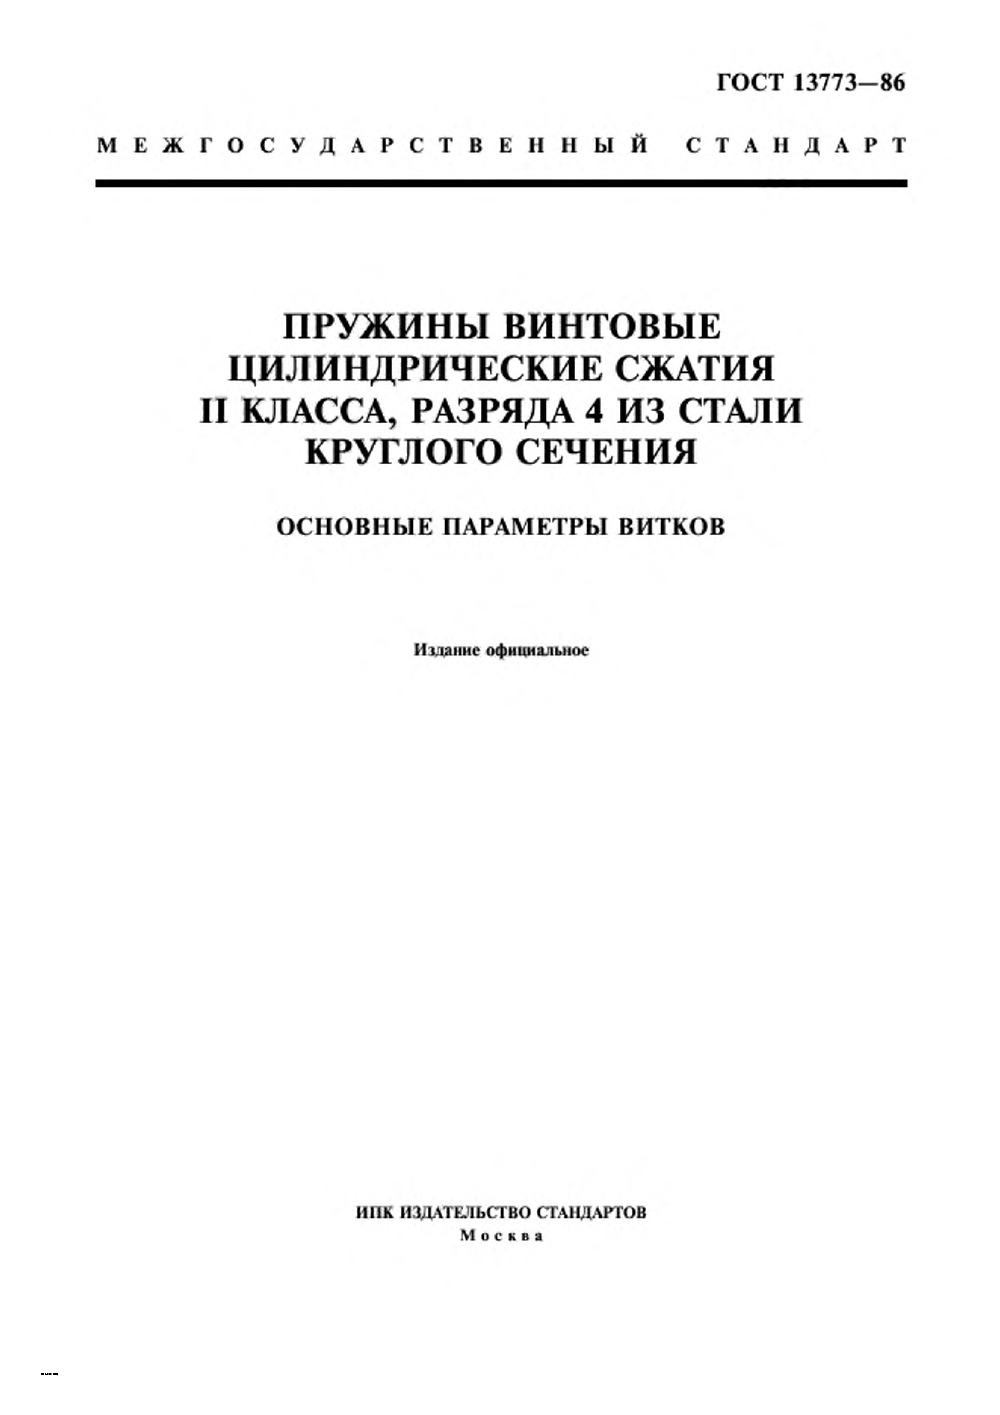 ГОСТ 13773—86
МЕЖГОСУДАРСТВЕННЫЙ СТАНДАРТ
ПРУЖИНЫ ВИНТОВЫЕ
ЦИЛИНДРИЧЕСКИЕ СЖАТИЯ
II КЛАССА, РАЗРЯДА 4 ИЗ СТАЛИ
КРУГЛОГО СЕЧЕНИЯ
ОСНОВНЫЕ ПАРАМЕТРЫ ВИТКОВ
Издание официальное
ИПК ИЗДАТЕЛЬСТВО СТАНДАРТОВ
Москва